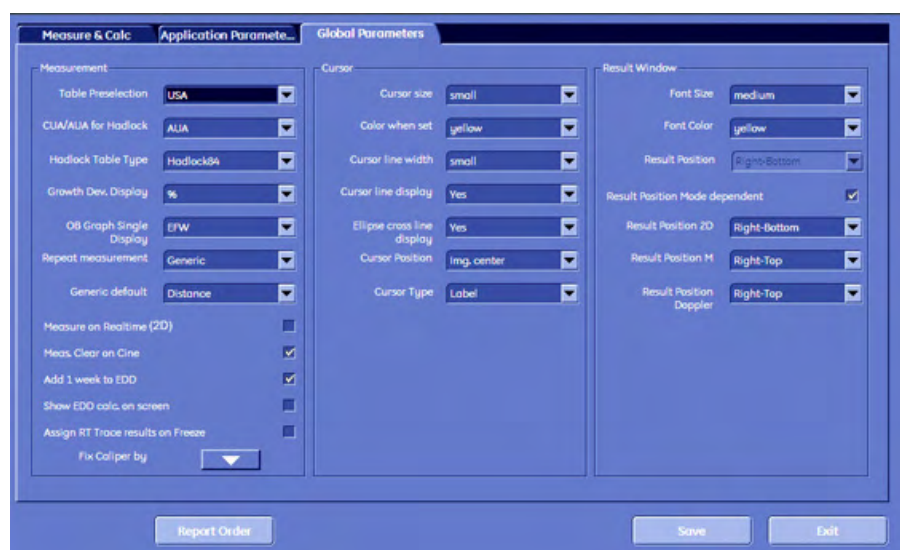 Measure & Calc
Application Paramete...
Global Parameters
Measurement
Table Preselection USA
CUA/AUA for Hadlock AUA
Hadlock Table Type Hadlock84
Growth Dev. Display %
OB Graph Single
Display EFW
Repeat measurement Generic
Generic default Distance
Measure on Realtime (2D)
Meas. Clear on Cine
Add 1 week to EDD
Show EDD calc. on screen
Assign RT Trace results on Freeze
Fix Caliper by
Cursor
Cursor size small
Color when set yellow
Cursor line width small
Cursor line display Yes
Ellipse cross line
display Yes
Cursor Position Img. center
Cursor Type Label
Result Window
Font Size medium
Font Color yellow
Result Position Right-Bottom
Result Position Mode dependent
Result Position 2D Right-Bottom
Result Position M Right-Top
Result Position
Doppler Right-Top
Report Order
Save
Exit